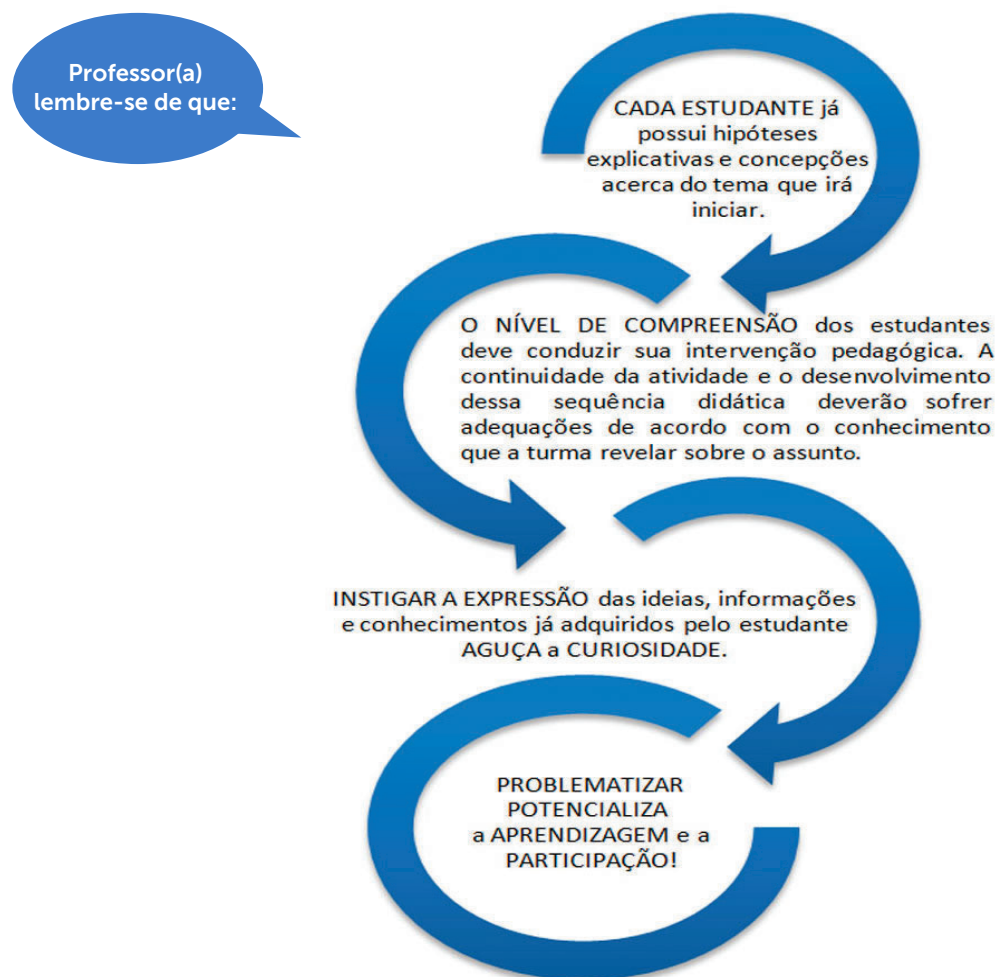 Professor(a)
lembre-se de que:
CADA ESTUDANTE já
possui hipóteses
explicativas e concepções
acerca do tema que irá
iniciar.
O NÍVEL DE COMPREENSÃO dos estudantes
deve conduzir sua intervenção pedagógica. A
continuidade da atividade e o desenvolvimento
dessa sequência didática deverão sofrer
adequações de acordo com o conhecimento
que a turma revelar sobre o assunto.
INSTIGAR A EXPRESSÃO das ideias, informações
e conhecimentos já adquiridos pelo estudante
AGUÇA a CURIOSIDADE.
PROBLEMATIZAR
POTENCIALIZA
a APRENDIZAGEM e a
PARTICIPAÇÃO!